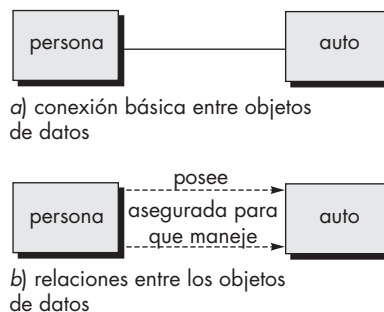 persona
auto
a) conexión básica entre objetos
de datos
posee
persona
asegurada para
que maneje
auto
b) relaciones entre los objetos
de datos